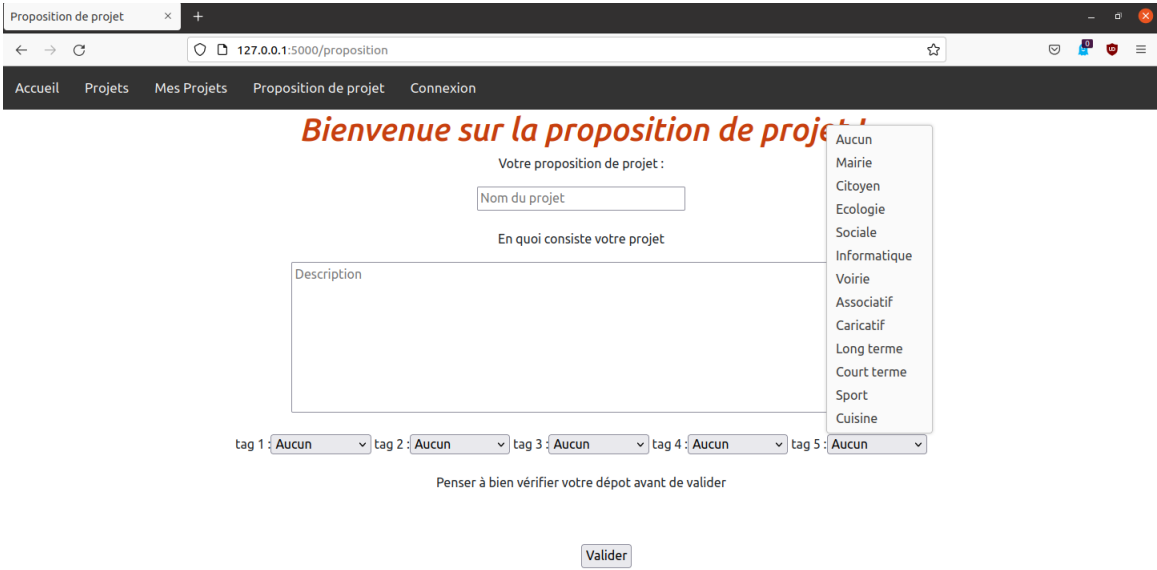 Proposition de projet
127.0.0.1:5000/proposition
0
Accueil Projets Mes Projets Proposition de projet Connexion
Bienvenue sur la proposition de projet !
Votre proposition de projet :
Nom du projet
En quoi consiste votre projet
Description
Aucun
Mairie
Citoyen
Ecologie
Sociale
Informatique
Voirie
Associatif
Caricatif
Long terme
Court terme
Sport
Cuisine
tag 1 : Aucun tag 2 : Aucun tag 3 : Aucun tag 4 : Aucun tag 5 : Aucun
Penser à bien vérifier votre dépot avant de valider
Valider